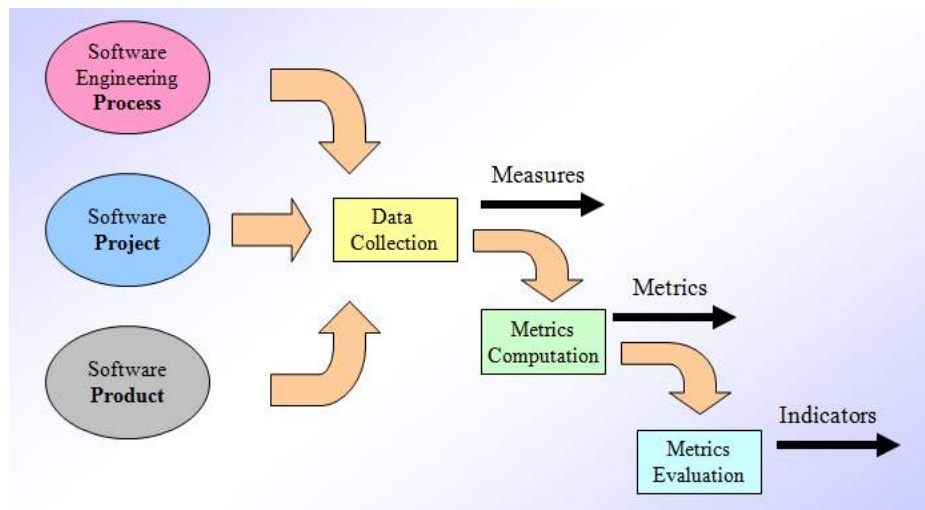 Software
Engineering
Process
Software
Project
Software
Product
Data
Collection
Measures
Metrics
Computation
Metrics
Metrics
Evaluation
Indicators